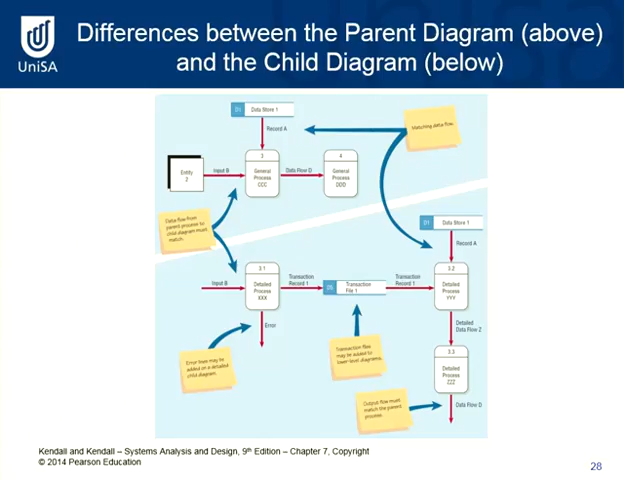 Differences between the Parent Diagram (above)
and the Child Diagram (below)
UniSA
D1 Data Store 1
Record A
Matching data flow.
Entity
2
Input B
3
General
Process
CCC
Data Flow D
4
General
Process
DDD
Data flow from
parent process to
child diagram must
match.
D1 Data Store 1
Record A
Input B
3.1
Detailed
Process
XXX
Transaction
Record 1
D5 Transaction
File 1
Transaction
Record 1
3.2
Detailed
Process
YYY
Error
Detailed
Data Flow Z
Error lines may be
added on a detailed
child diagram.
Transaction files
may be added to
lower-level diagrams.
3.3
Detailed
Process
ZZZ
Output flow must
match the parent
process.
Data Flow D
Kendall and Kendall – Systems Analysis and Design, 9th Edition – Chapter 7, Copyright
© 2014 Pearson Education
28